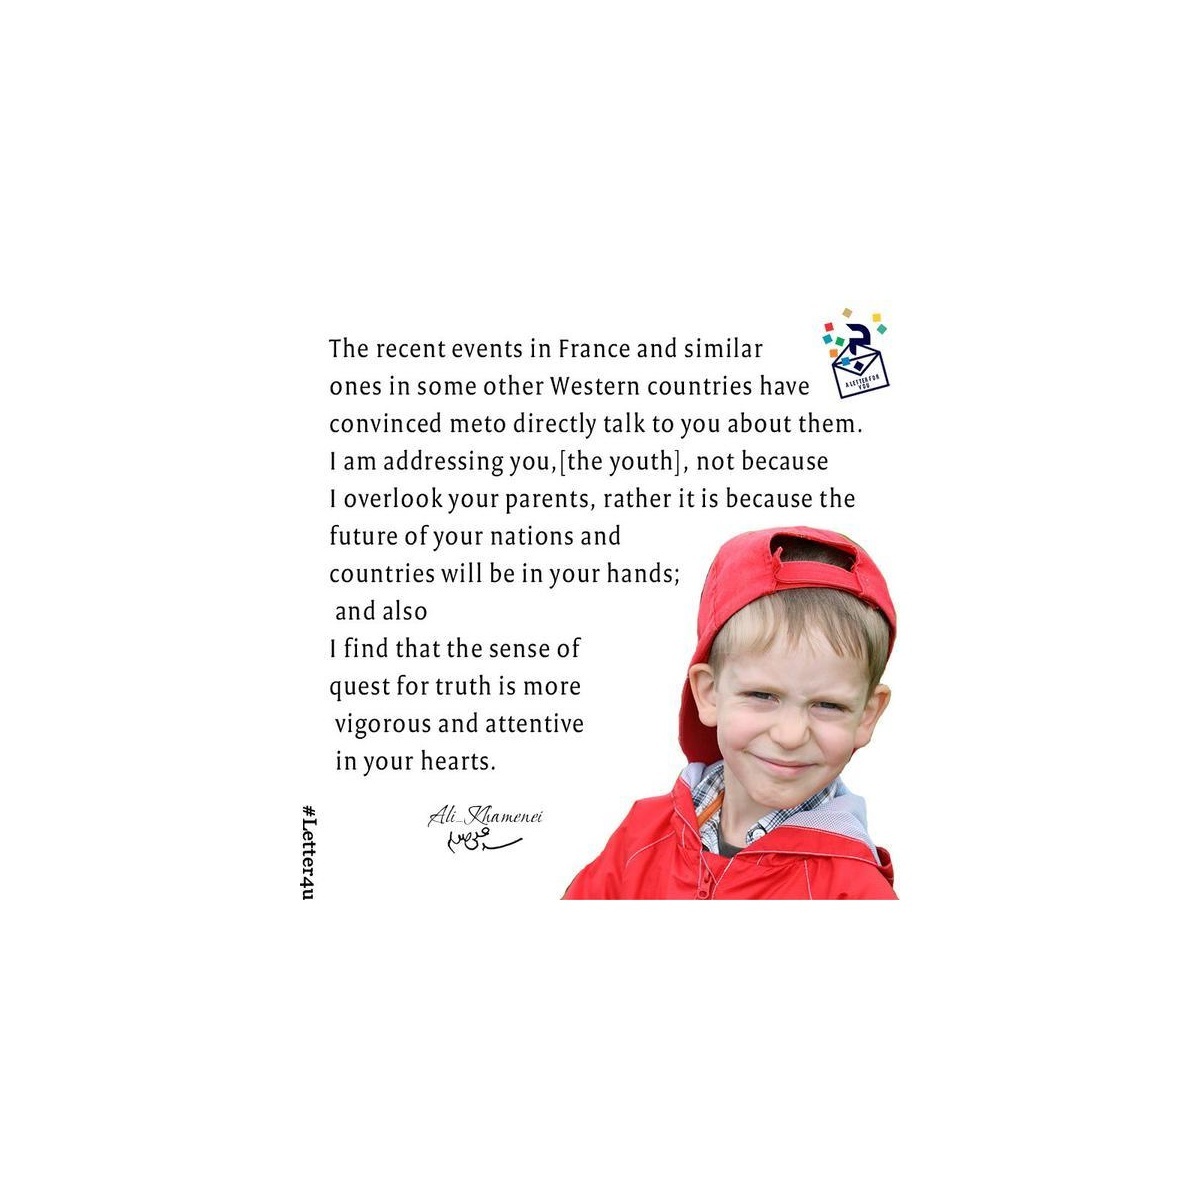 The recent events in France and similar
ones in some other Western countries have
convinced meto directly talk to you about them.
I am addressing you,[the youth], not because
I overlook your parents, rather it is because the
future of your nations and
countries will be in your hands;
and also
I find that the sense of
quest for truth is more
vigorous and attentive
in your hearts.
Ali_Khamenei
#Letter4u
A LETTER FOR
YOU